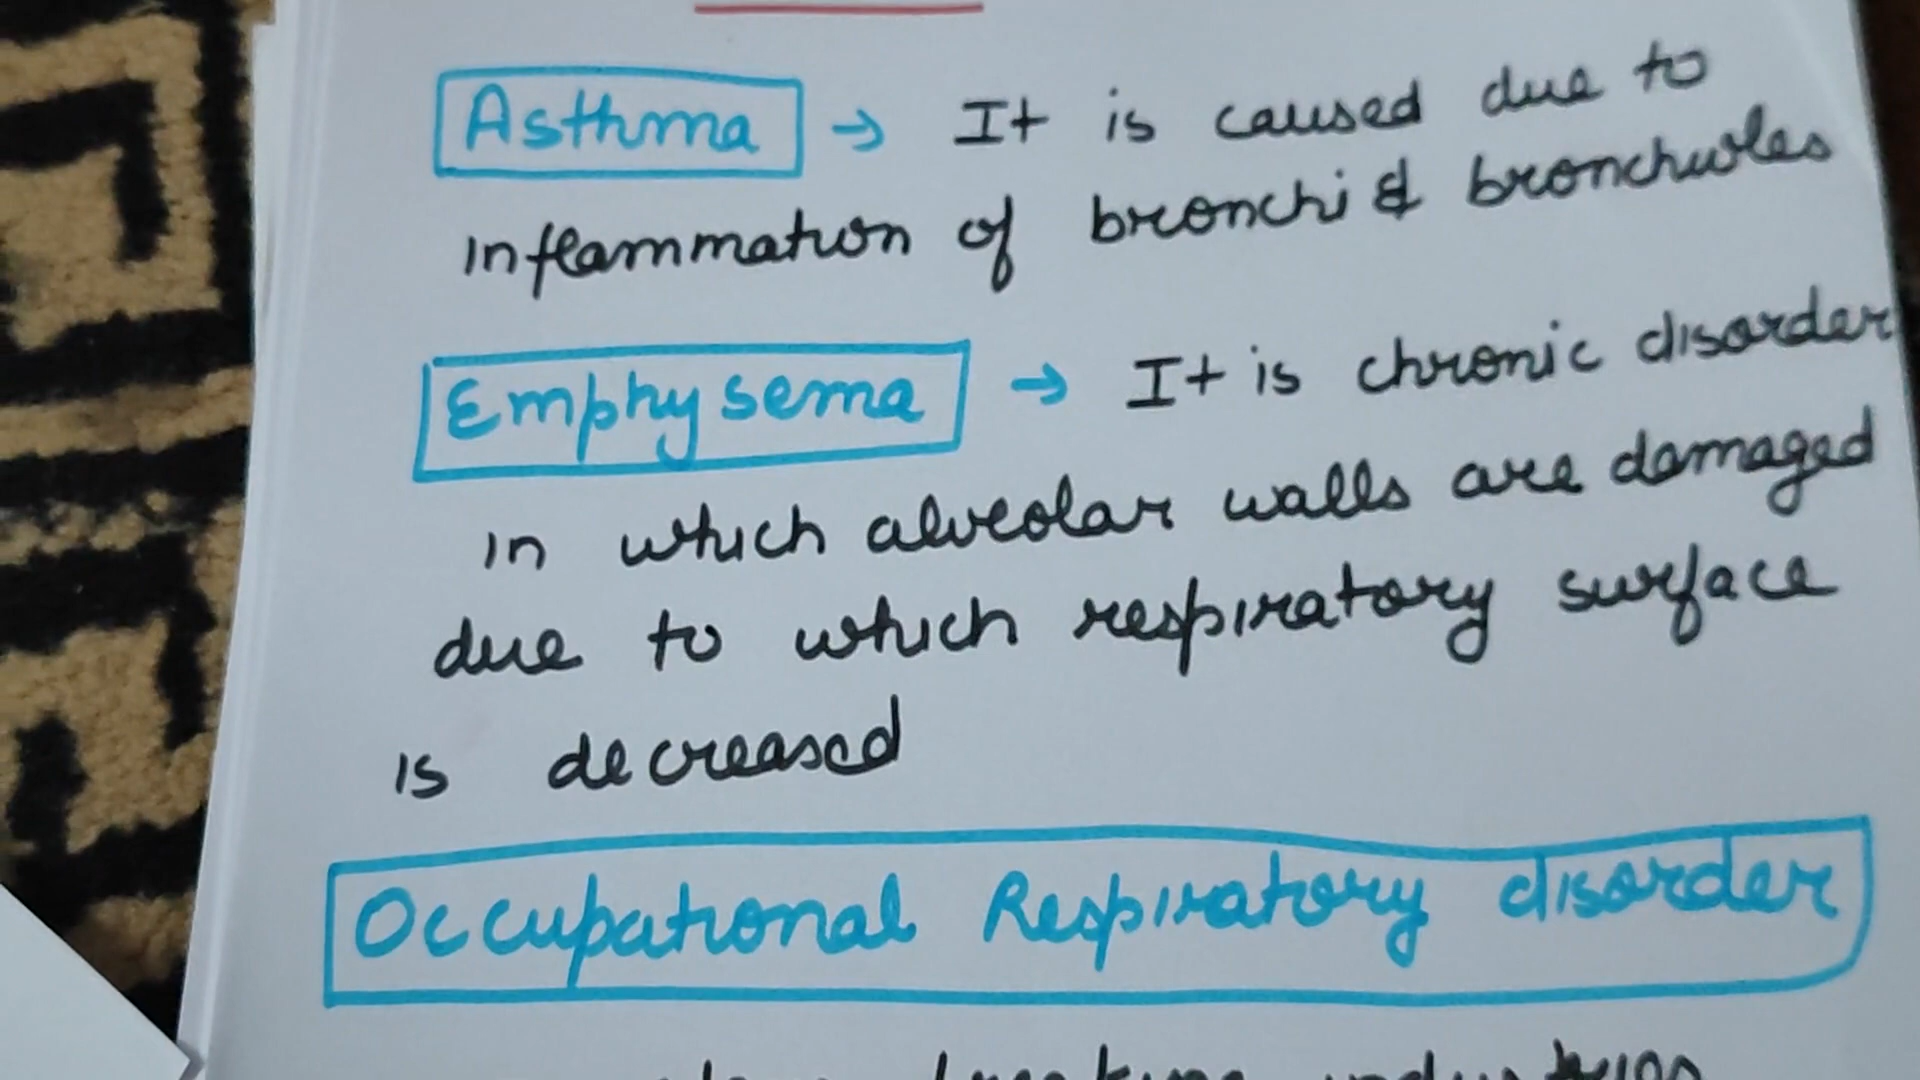 Asthma → It is caused due to
inflammation of bronchi & bronchioles
Emphysema → It is chronic disorder
in which alveolar walls are damaged
due to which respiratory surface
is decreased
Occupational Respiratory disorder